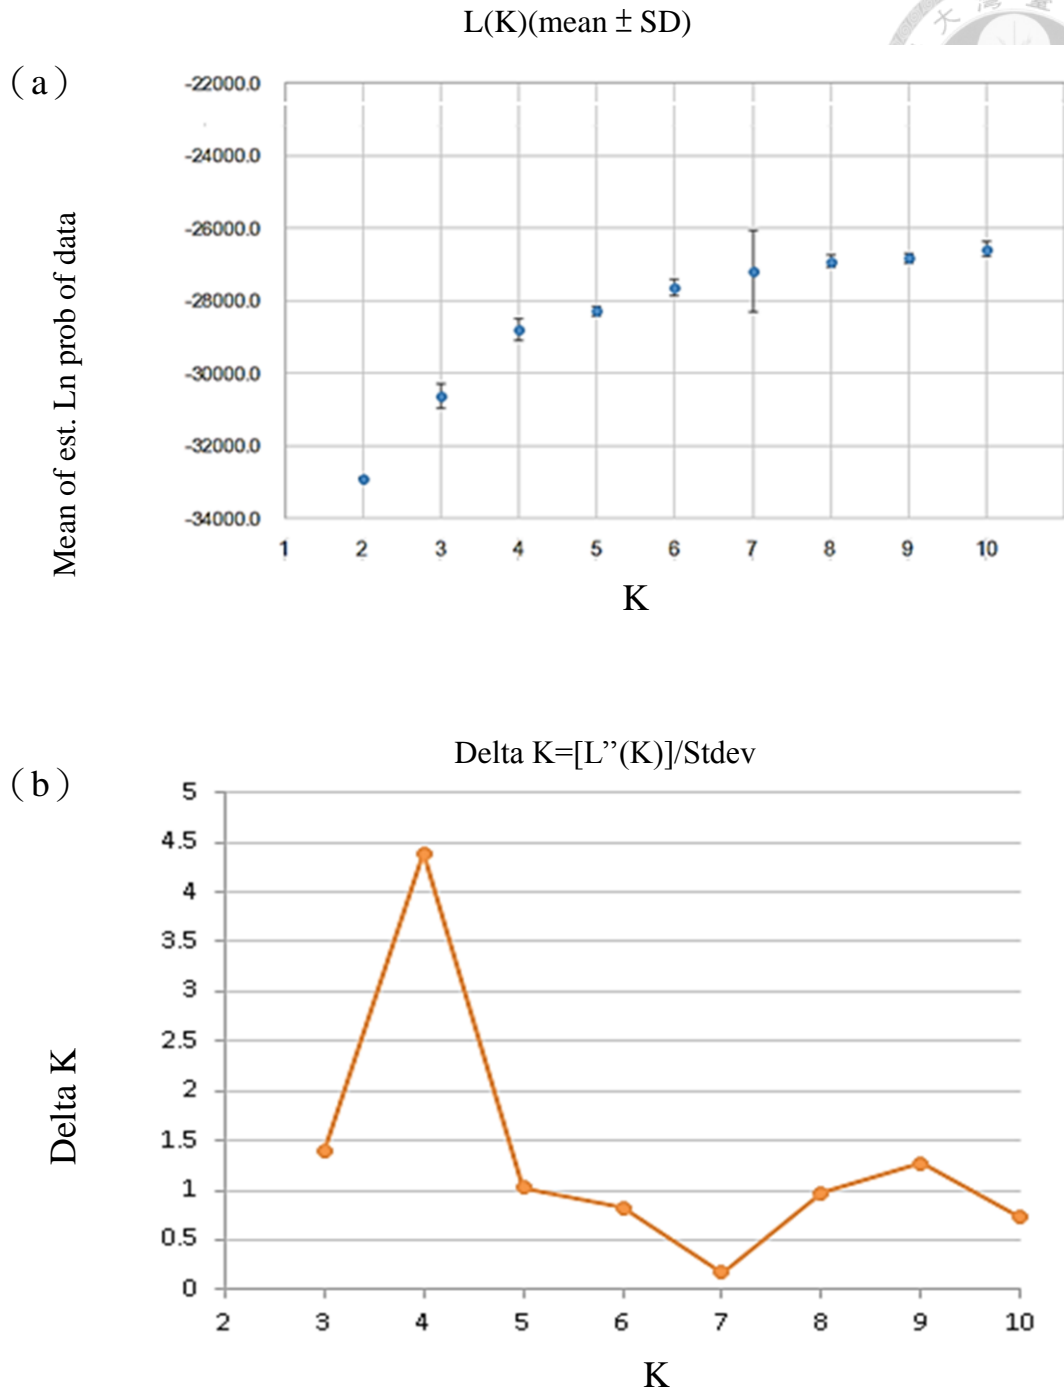 大 灣 臺
L(K)(mean ± SD)
(a)
-22000.0
-24000.0
-26000.0
-28000.0
-30000.0
-32000.0
-34000.0
Mean of est. Ln prob of data
1 2 3 4 5 6 7 8 9 10
K
Delta K=[L”(K)]/Stdev
(b)
5
4.5
4
3.5
3
2.5
2
1.5
1
0.5
0
Delta K
2 3 4 5 6 7 8 9 10
K